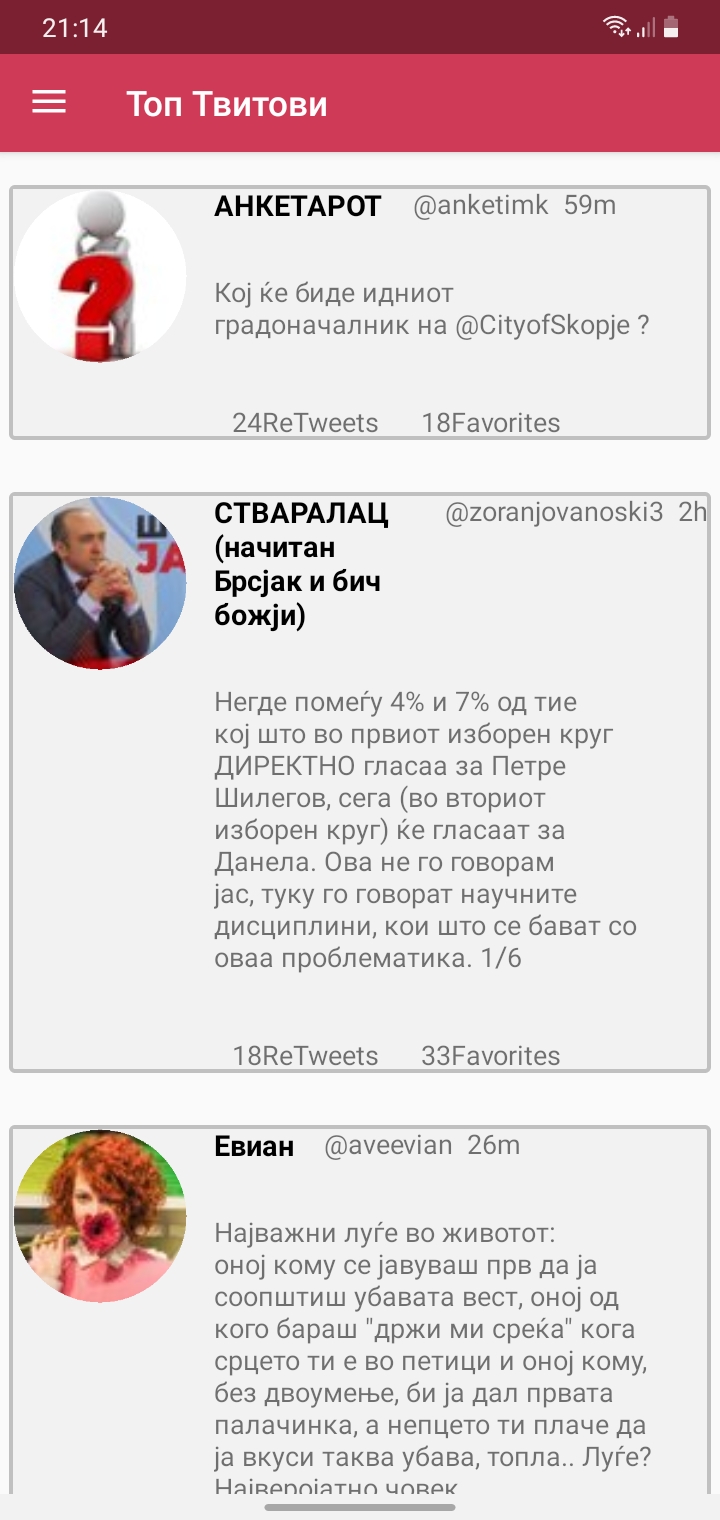 21:14
Топ Твитови
АНКЕТАРОТ @anketimk 59m
Кој ќе биде идниот
градоначалник на @CityofSkopje ?
24ReTweets 18Favorites
СТВАРАЛАЦ @zoranjovanoski3 2h
(начитан
Брсјак и бич
божји)
Ш
ЈА
Негде помеѓу 4% и 7% од тие
кој што во првиот изборен круг
ДИРЕКТНО гласаа за Петре
Шилегов, сега (во вториот
изборен круг) ќе гласаат за
Данела. Ова не го говорам
јас, туку го говорат научните
дисциплини, кои што се бават со
оваа проблематика. 1/6
18ReTweets 33Favorites
Евиан @aveevian 26m
Најважни луѓе во животот:
оној кому се јавуваш прв да ја
соопштиш убавата вест, оној од
кого бараш "држи ми среќа" кога
срцето ти е во петици и оној кому,
без двоумење, би ја дал првата
палачинка, а непцето ти плаче да
ја вкуси таква убава, топла.. Луѓе?
Највероjатно човек